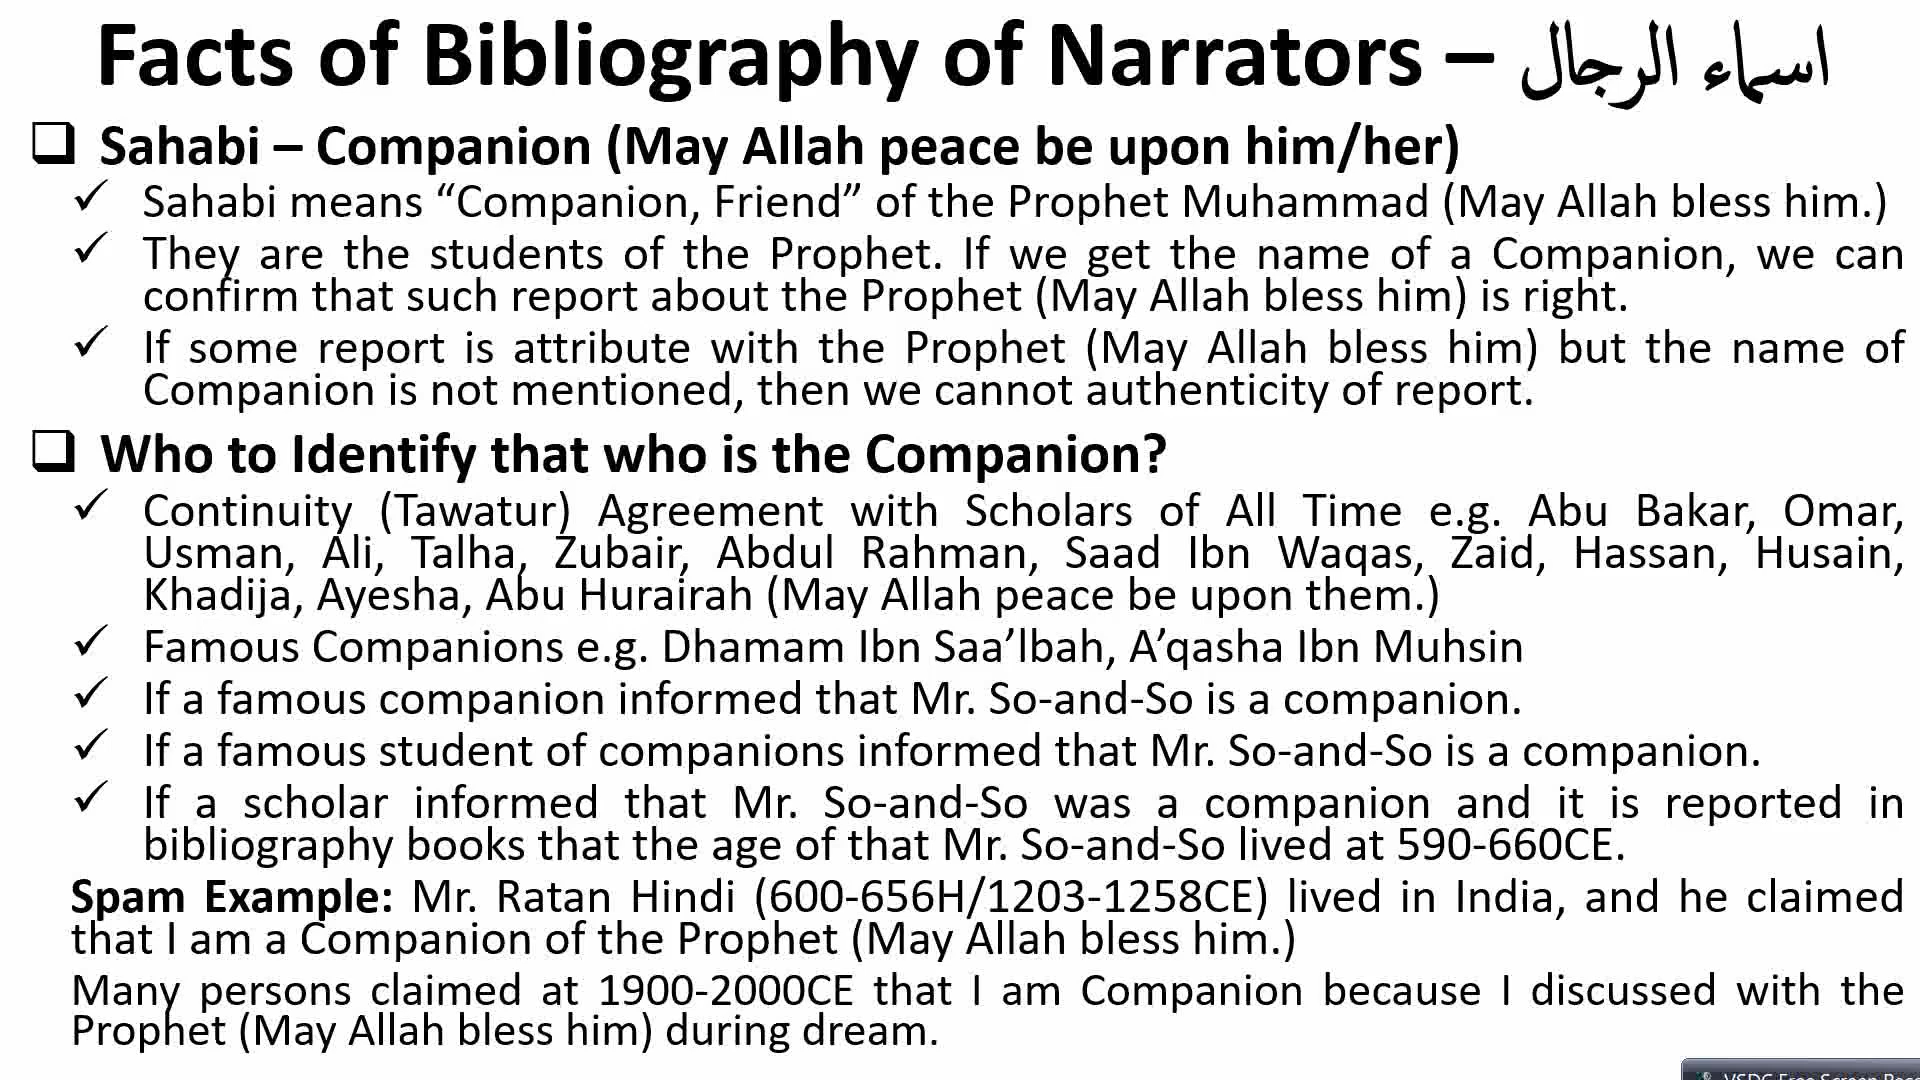 Facts of Bibliography of Narrators – اسماء الرجال
Sahabi – Companion (May Allah peace be upon him/her)
Sahabi means “Companion, Friend” of the Prophet Muhammad (May Allah bless him.)
They are the students of the Prophet. If we get the name of a Companion, we can
confirm that such report about the Prophet (May Allah bless him) is right.
If some report is attribute with the Prophet (May Allah bless him) but the name of
Companion is not mentioned, then we cannot authenticity of report.
Who to Identify that who is the Companion?
Continuity (Tawatur) Agreement with Scholars of All Time e.g. Abu Bakar, Omar,
Usman, Ali, Talha, Zubair, Abdul Rahman, Saad Ibn Waqas, Zaid, Hassan, Husain,
Khadija, Ayesha, Abu Hurairah (May Allah peace be upon them.)
Famous Companions e.g. Dhamam Ibn Saa’lbah, A’qasha Ibn Muhsin
If a famous companion informed that Mr. So-and-So is a companion.
If a famous student of companions informed that Mr. So-and-So is a companion.
If a scholar informed that Mr. So-and-So was a companion and it is reported in
bibliography books that the age of that Mr. So-and-So lived at 590-660CE.
Spam Example: Mr. Ratan Hindi (600-656H/1203-1258CE) lived in India, and he claimed
that I am a Companion of the Prophet (May Allah bless him.)
Many persons claimed at 1900-2000CE that I am Companion because I discussed with the
Prophet (May Allah bless him) during dream.
VSDC Free Screen